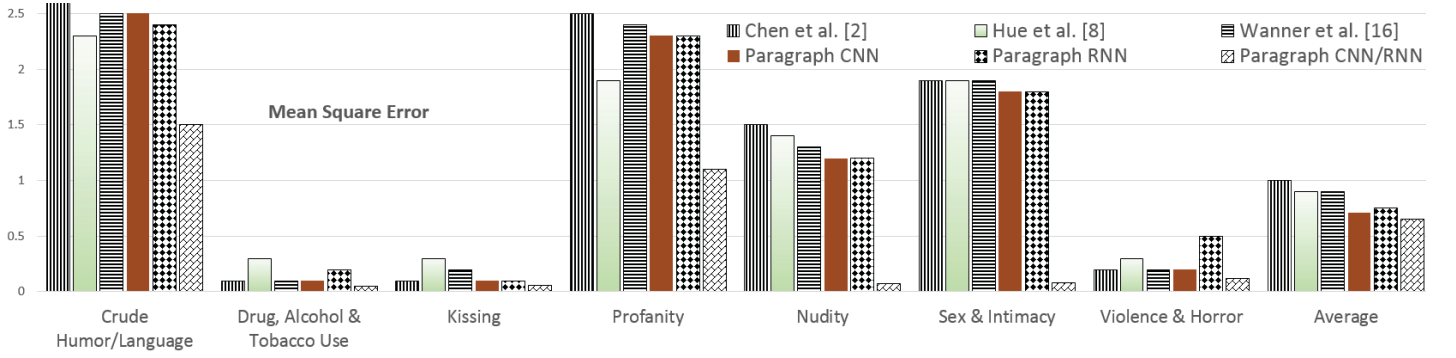 2.5
2
1.5
1
0.5
0
Mean Square Error
Chen et al. [2]
Hue et al. [8]
Wanner et al. [16]
Paragraph CNN
Paragraph RNN
Paragraph CNN/RNN
Crude
Humor/Language
Drug, Alcohol &
Tobacco Use
Kissing
Profanity
Nudity
Sex & Intimacy
Violence & Horror
Average